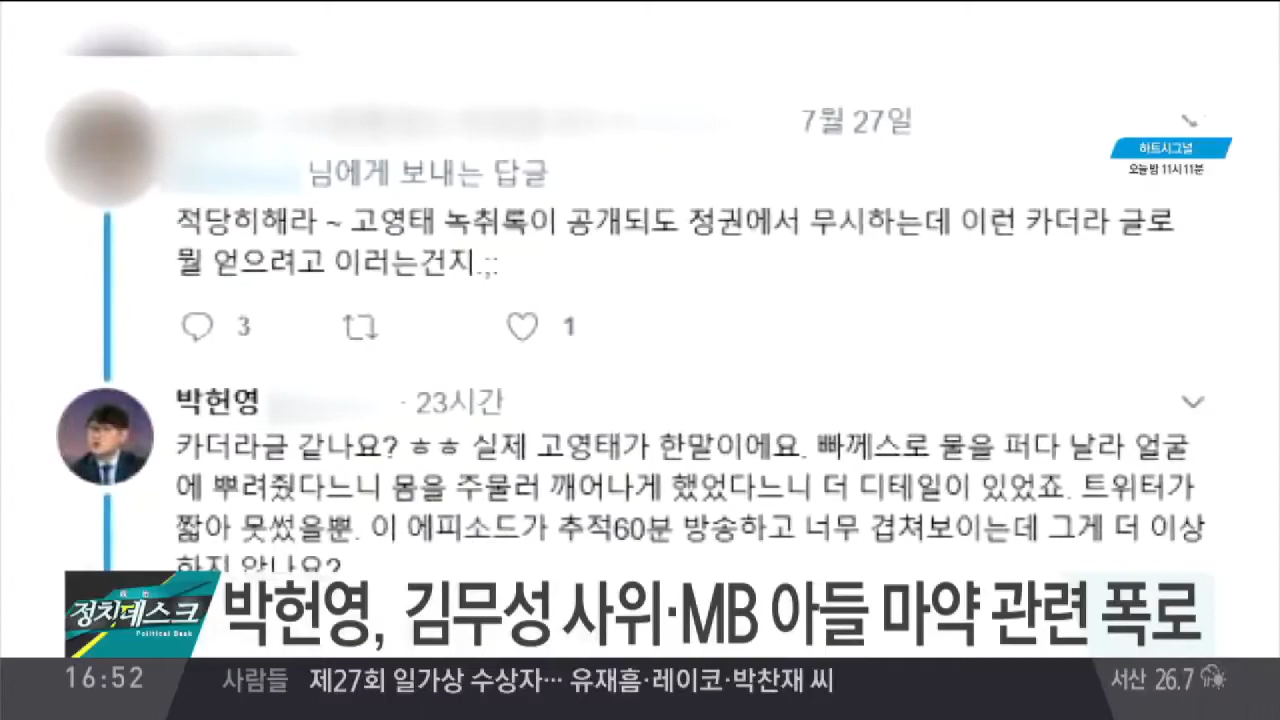 7월 27일
하트시그널
오늘 밤 11시 11분
님에게 보내는 답글
적당히해라 ~ 고영태 녹취록이 공개되도 정권에서 무시하는데 이런 카더라 글로
뭘 얻으려고 이러는건지.;;
3
1
박헌영 · 23시간
카더라글 같나요? ㅎㅎ 실제 고영태가 한말이에요. 빠께스로 물을 퍼다 날라 얼굴
에 뿌려줬다느니 몸을 주물러 깨어나게 했었다느니 더 디테일이 있었죠. 트위터가
짧아 못썼을뿐. 이 에피소드가 추적60분 방송하고 너무 겹쳐보이는데 그게 더 이상
하지 않나요?
정치데스크
Political Desk
박헌영, 김무성 사위·MB 아들 마약 관련 폭로
16:52
사람들 제27회 일가상 수상자… 유재흠·레이코·박찬재 씨
서산 26.7